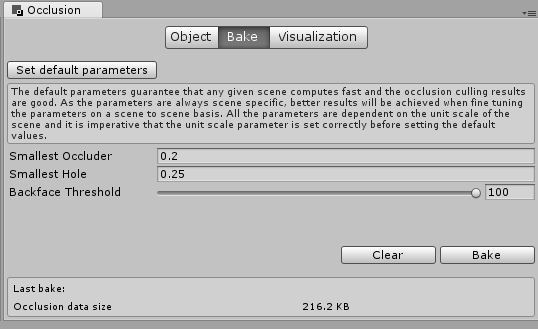 Occlusion
Object Bake Visualization
Set default parameters
The default parameters guarantee that any given scene computes fast and the occlusion culling results
are good. As the parameters are always scene specific, better results will be achieved when fine tuning
the parameters on a scene to scene basis. All the parameters are dependent on the unit scale of the
scene and it is imperative that the unit scale parameter is set correctly before setting the default
values.
Smallest Occluder 0.2
Smallest Hole 0.25
Backface Threshold 100
Clear Bake
Last bake:
Occlusion data size 216.2 KB